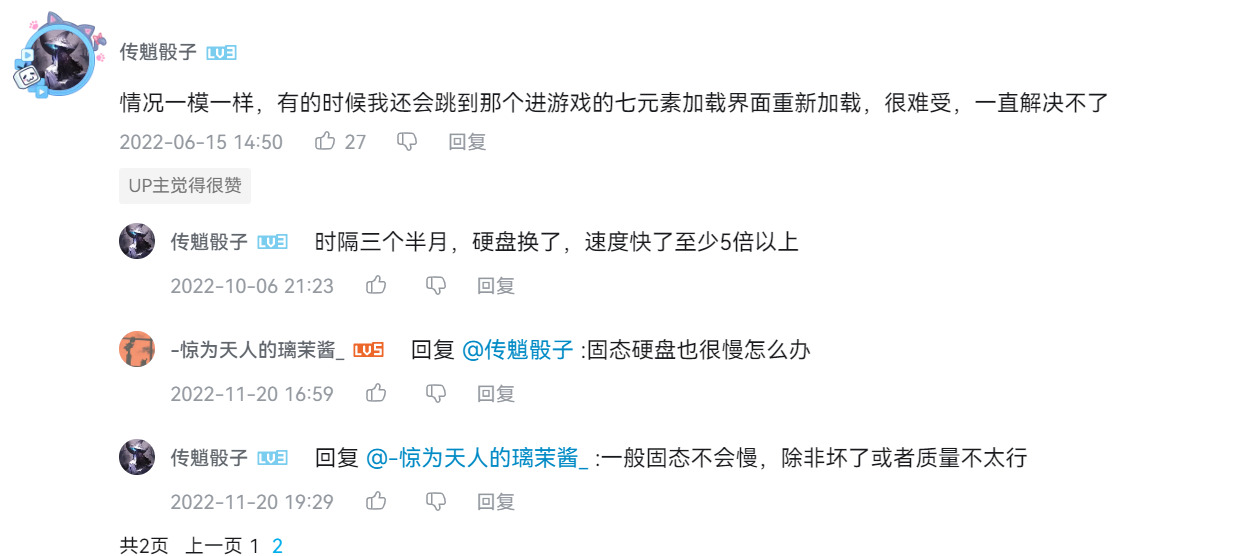 传魈骰子 LV3
情况一模一样，有的时候我还会跳到那个进游戏的七元素加载界面重新加载，很难受，一直解决不了
2022-06-15 14:50 27 回复
UP主觉得很赞
传魈骰子 LV3 时隔三个半月，硬盘换了，速度快了至少5倍以上
2022-10-06 21:23 回复
-惊为天人的璃茉酱_ LV5 回复 @传魈骰子 :固态硬盘也很慢怎么办
2022-11-20 16:59 回复
传魈骰子 LV3 回复 @-惊为天人的璃茉酱_ :一般固态不会慢，除非坏了或者质量不太行
2022-11-20 19:29 回复
共2页 上一页 1 2